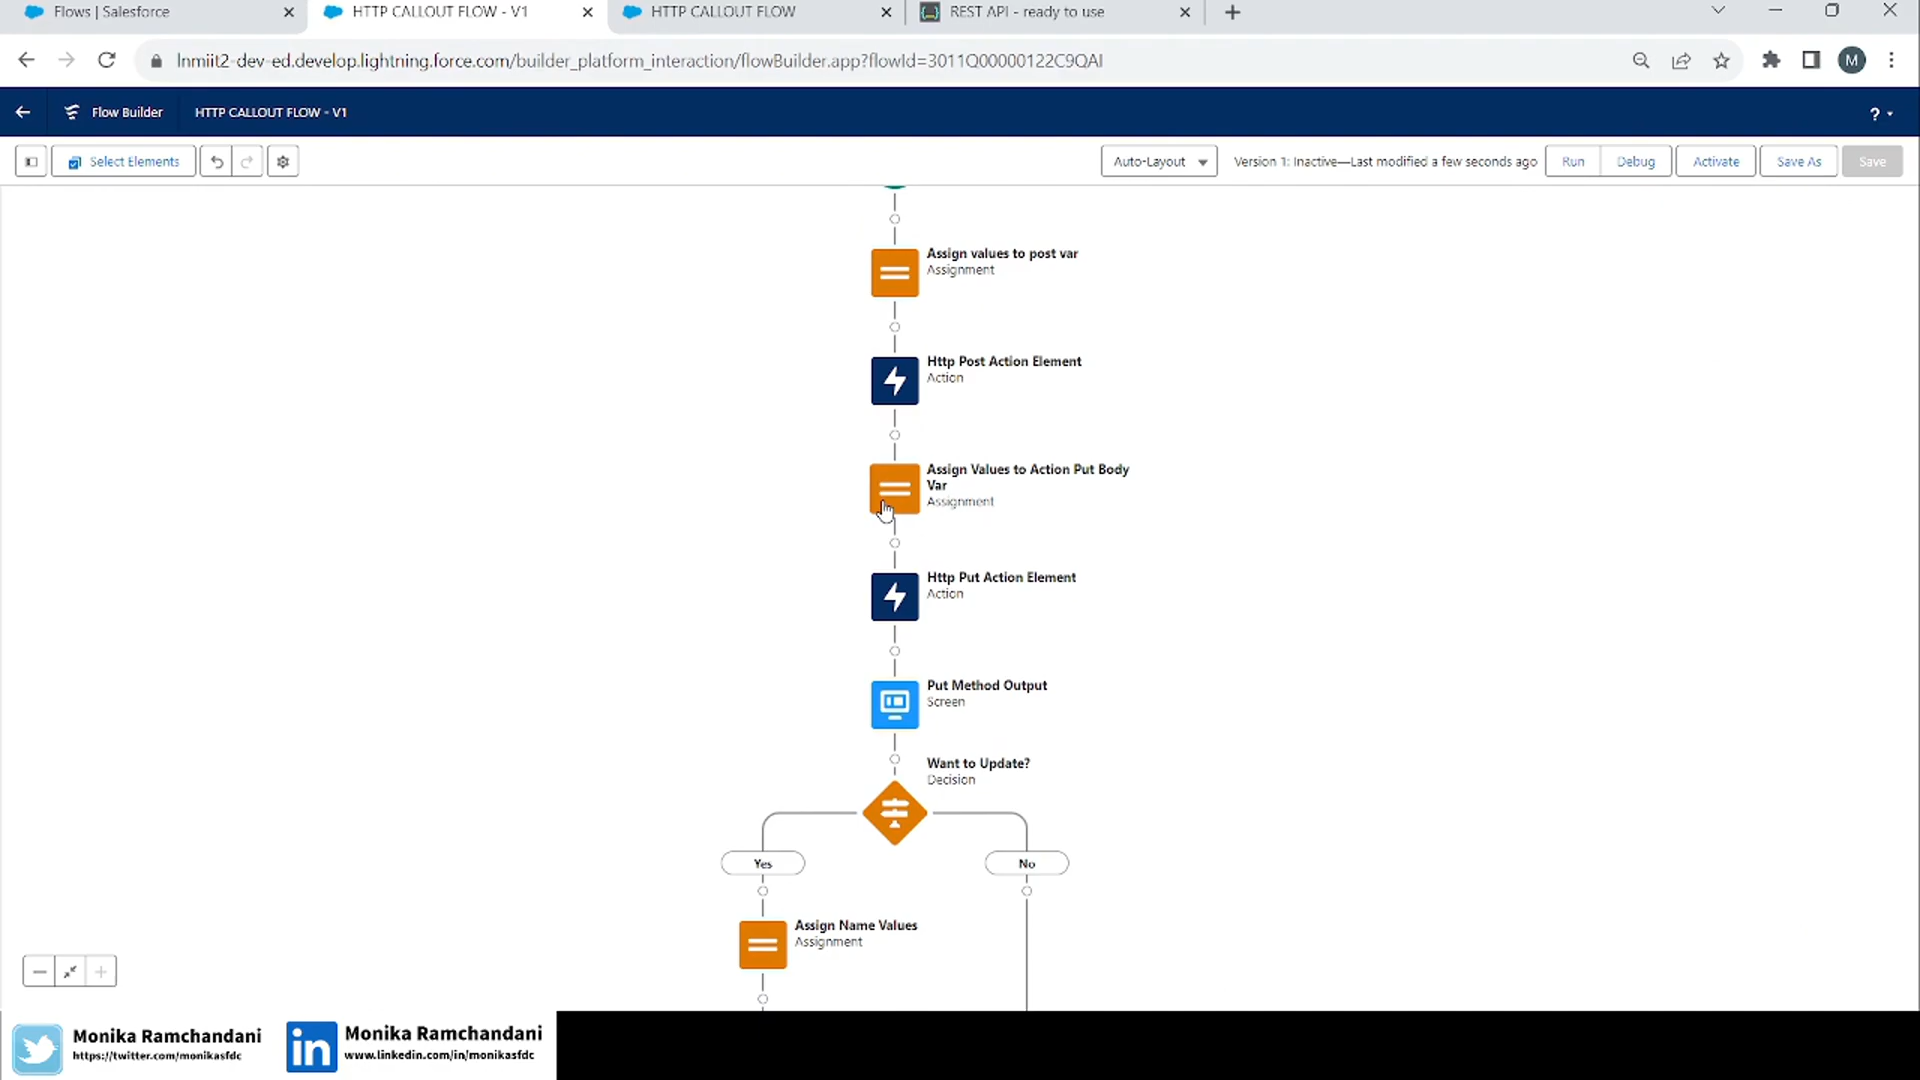 Flows | Salesforce
HTTP CALLOUT FLOW - V1
HTTP CALLOUT FLOW
REST API - ready to use
lnmiit2-dev-ed.develop.lightning.force.com/builder_platform_interaction/flowBuilder.app?flowId=3011Q00000122C9QAI
M
Flow Builder
HTTP CALLOUT FLOW - V1
?
Select Elements
Auto-Layout
Version 1: Inactive—Last modified a few seconds ago
Run
Debug
Activate
Save As
Save
Assign values to post var
Assignment
Http Post Action Element
Action
Assign Values to Action Put Body
Var
Assignment
Http Put Action Element
Action
Put Method Output
Screen
Want to Update?
Decision
Yes
No
Assign Name Values
Assignment
Monika Ramchandani
https://twitter.com/monikasfdc
in
Monika Ramchandani
www.linkedin.com/in/monikasfdc